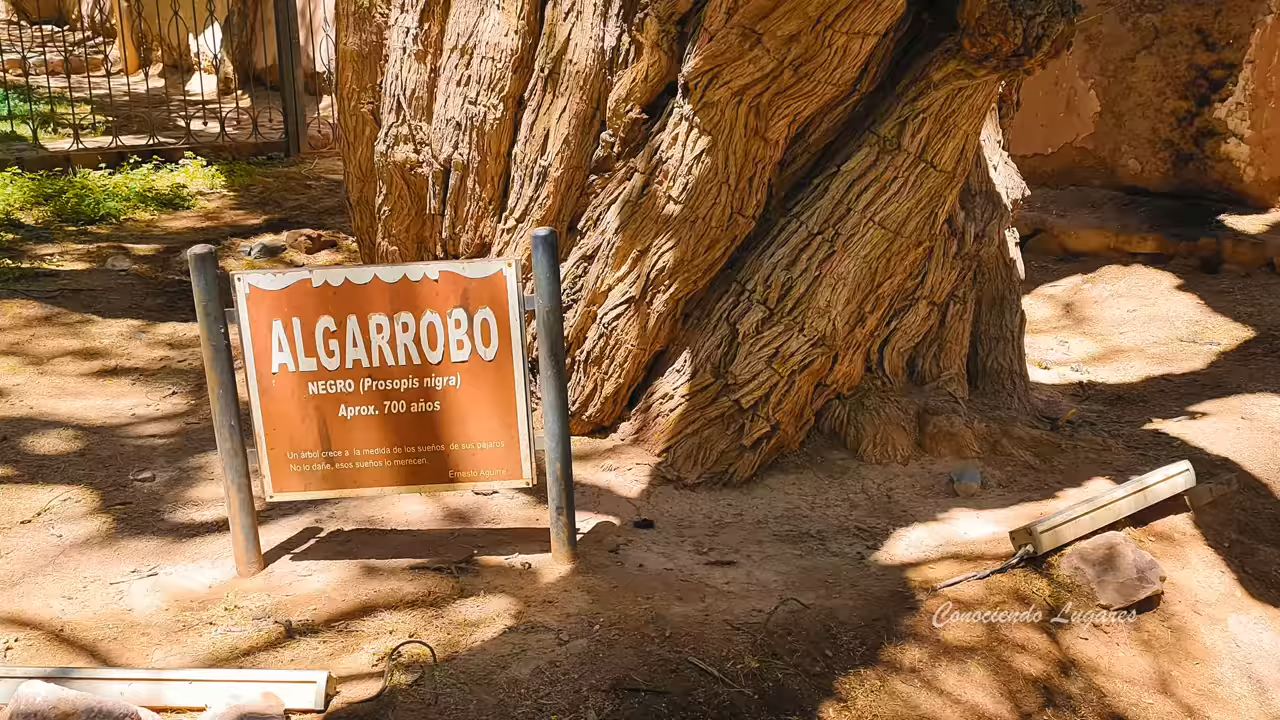 ALGARROBO
NEGRO (Prosopis nigra)
Aprox. 700 años
Un árbol crece a la medida de los sueños de sus pájaros
No lo dañe, esos sueños lo merecen.
Ernesto Aguirre
Conociendo Lugares